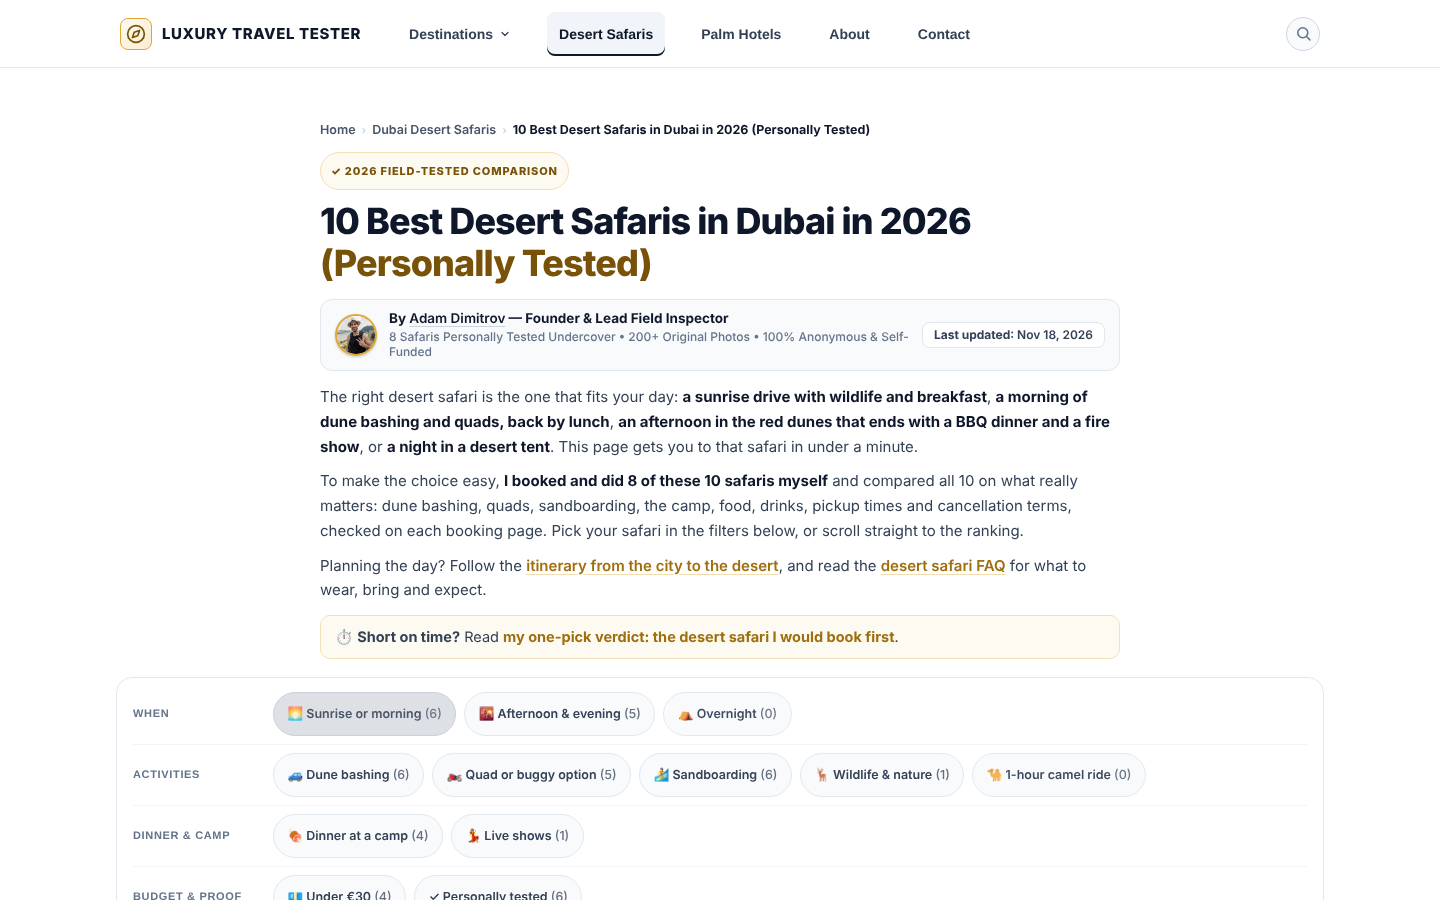 LUXURY TRAVEL TESTER
Destinations
Desert Safaris
Palm Hotels
About
Contact
Home › Dubai Desert Safaris › 10 Best Desert Safaris in Dubai in 2026 (Personally Tested)
✓ 2026 FIELD-TESTED COMPARISON
10 Best Desert Safaris in Dubai in 2026
(Personally Tested)
By Adam Dimitrov — Founder & Lead Field Inspector
8 Safaris Personally Tested Undercover • 200+ Original Photos • 100% Anonymous & Self-
Funded
Last updated: Nov 18, 2026
The right desert safari is the one that fits your day: a sunrise drive with wildlife and breakfast, a morning of
dune bashing and quads, back by lunch, an afternoon in the red dunes that ends with a BBQ dinner and a fire
show, or a night in a desert tent. This page gets you to that safari in under a minute.
To make the choice easy, I booked and did 8 of these 10 safaris myself and compared all 10 on what really
matters: dune bashing, quads, sandboarding, the camp, food, drinks, pickup times and cancellation terms,
checked on each booking page. Pick your safari in the filters below, or scroll straight to the ranking.
Planning the day? Follow the itinerary from the city to the desert, and read the desert safari FAQ for what to
wear, bring and expect.
⏱️ Short on time? Read my one-pick verdict: the desert safari I would book first.
WHEN
🌅 Sunrise or morning (6)
🌇 Afternoon & evening (5)
⛺ Overnight (0)
ACTIVITIES
🚙 Dune bashing (6)
🏍️ Quad or buggy option (5)
🏄 Sandboarding (6)
🦌 Wildlife & nature (1)
🐪 1-hour camel ride (0)
DINNER & CAMP
🍖 Dinner at a camp (4)
💃 Live shows (1)
BUDGET & PROOF
💶 Under €30 (4)
✓ Personally tested (6)